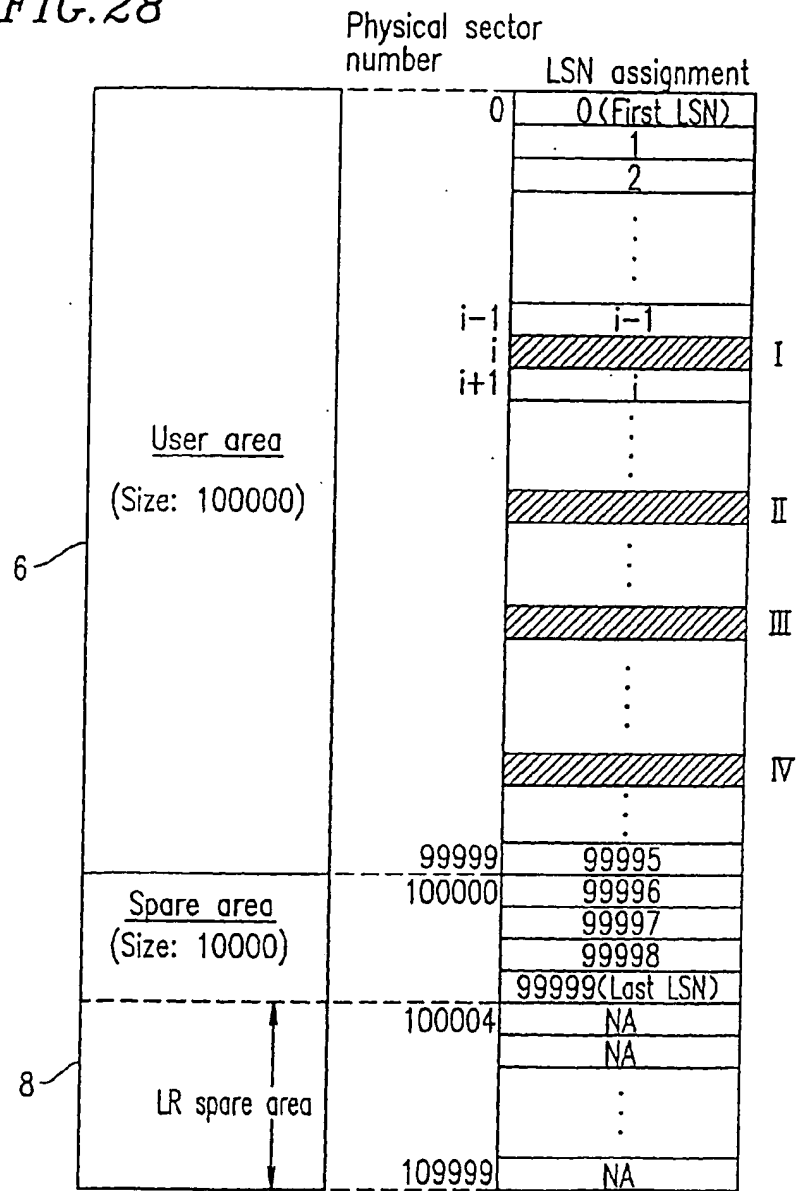 FIG.28
Physical sector
number
LSN assignment
0 0(First LSN)
1
2
i-1 i-1
i I
i+1 i
User area
(Size: 100000)
II
6
III
IV
99999 99995
100000 99996
Spare area
(Size: 10000)
99997
99998
99999(Last LSN)
100004 NA
NA
8
LR spare area
109999 NA